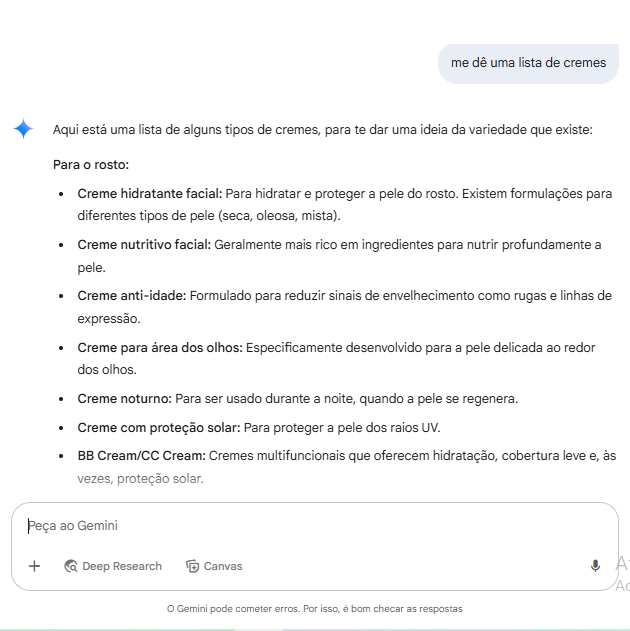 me dê uma lista de cremes
Aqui está uma lista de alguns tipos de cremes, para te dar uma ideia da variedade que existe:
Para o rosto:
• Creme hidratante facial: Para hidratar e proteger a pele do rosto. Existem formulações para
diferentes tipos de pele (seca, oleosa, mista).
• Creme nutritivo facial: Geralmente mais rico em ingredientes para nutrir profundamente a
pele.
• Creme anti-idade: Formulado para reduzir sinais de envelhecimento como rugas e linhas de
expressão.
• Creme para área dos olhos: Especificamente desenvolvido para a pele delicada ao redor
dos olhos.
• Creme noturno: Para ser usado durante a noite, quando a pele se regenera.
• Creme com proteção solar: Para proteger a pele dos raios UV.
• BB Cream/CC Cream: Cremes multifuncionais que oferecem hidratação, cobertura leve e, às
vezes, proteção solar.
Peça ao Gemini
Deep Research
Canvas
O Gemini pode cometer erros. Por isso, é bom checar as respostas